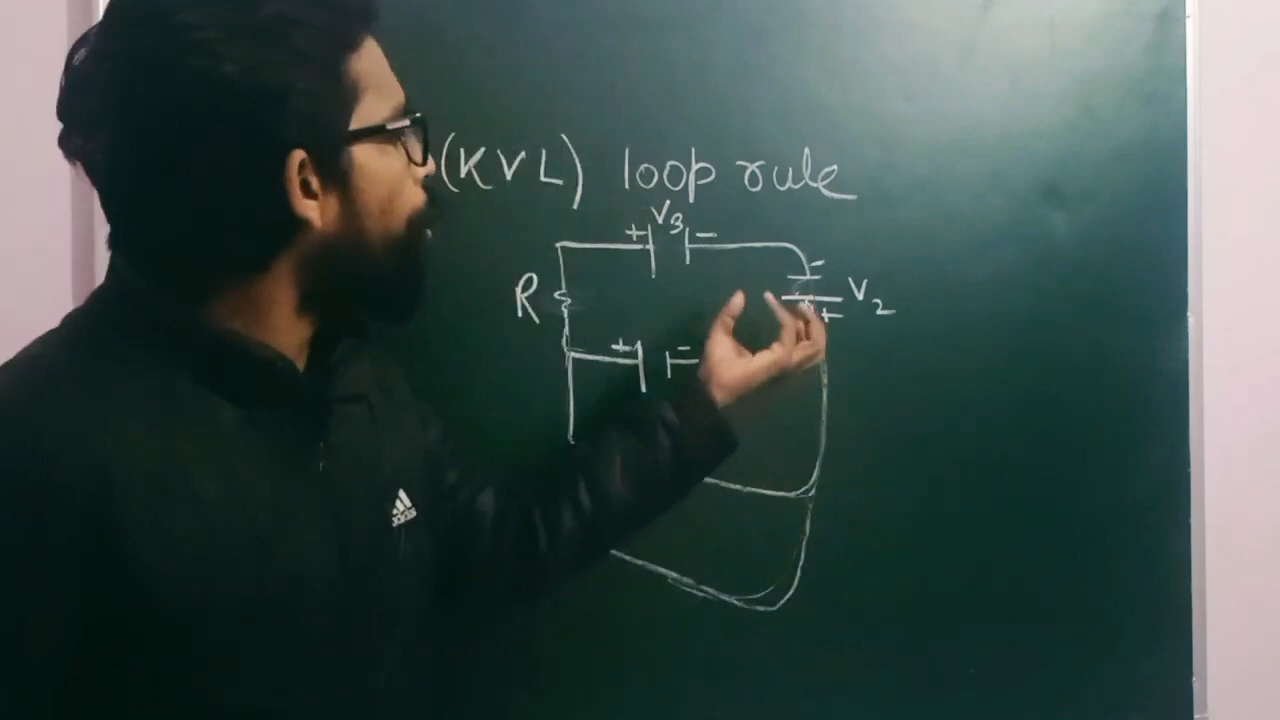 (KVL) loop rule
+ V3 -
-
R
V2
+
+ -
adidas